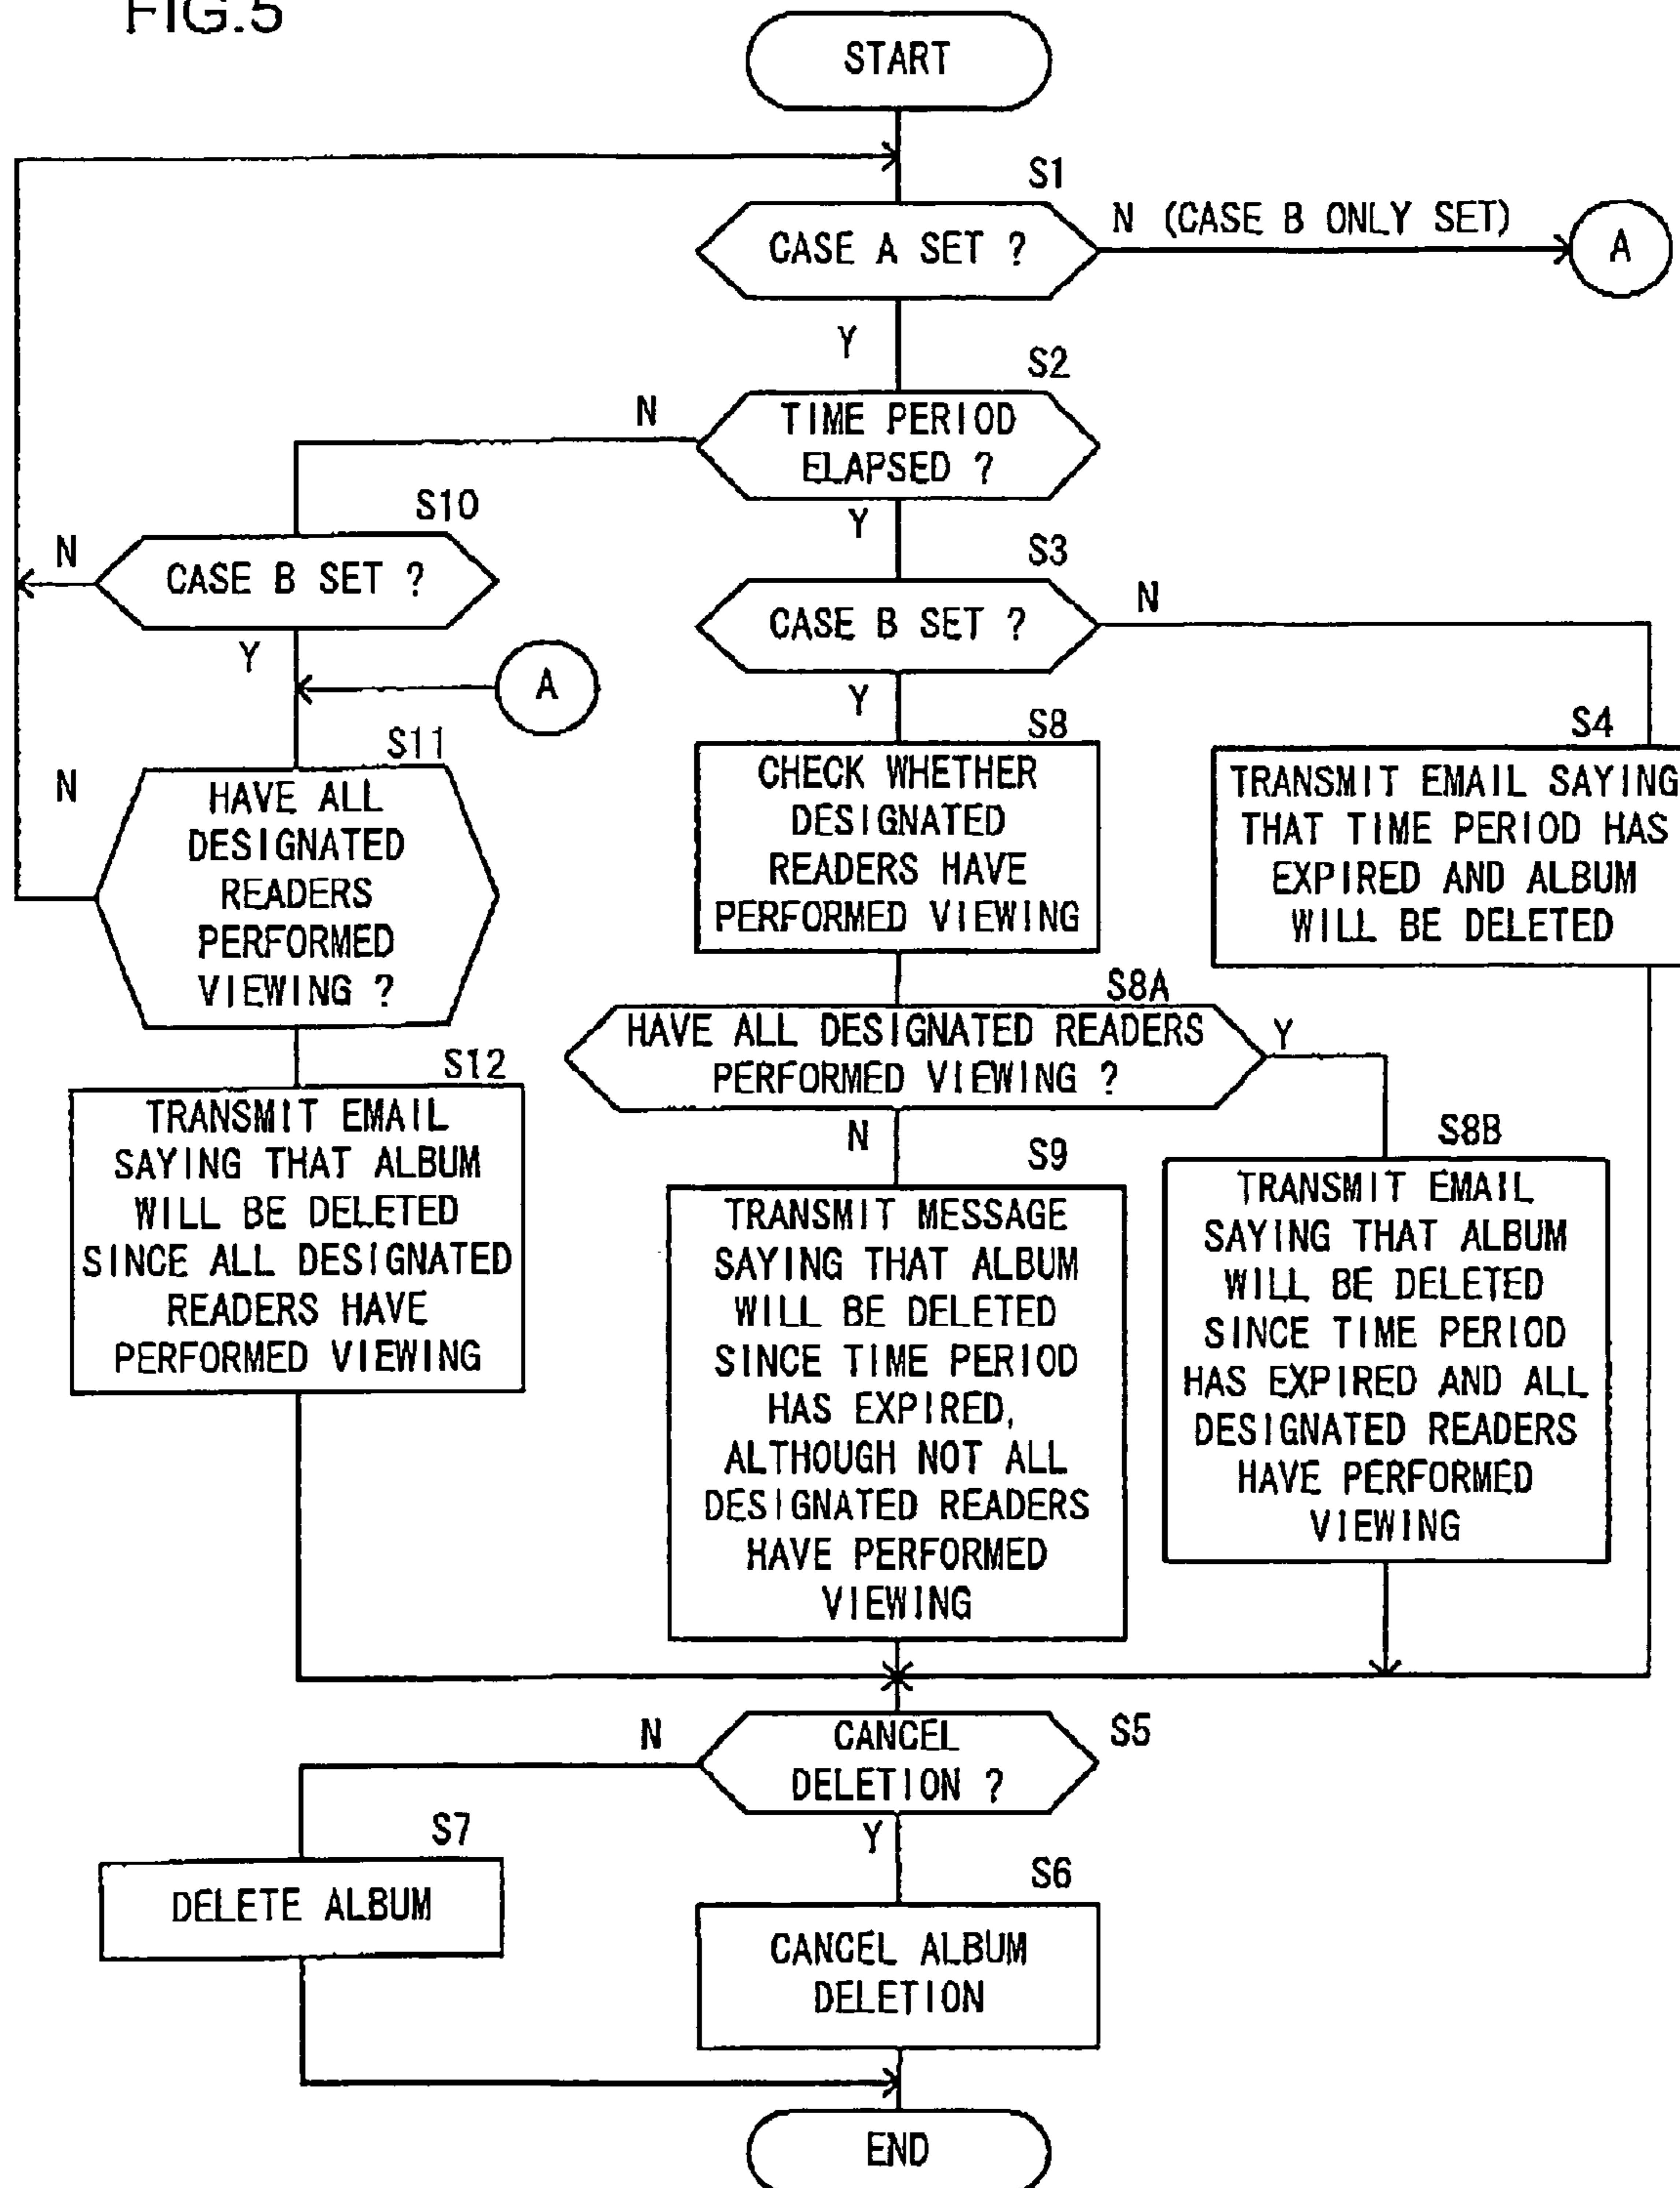 FIG.5
START
S1
CASE A SET ?
N (CASE B ONLY SET)
A
Y
S2
TIME PERIOD
ELAPSED ?
N
Y
S10
CASE B SET ?
N
Y
A
S3
CASE B SET ?
N
Y
S11
HAVE ALL
DESIGNATED
READERS
PERFORMED
VIEWING ?
N
S8
CHECK WHETHER
DESIGNATED
READERS HAVE
PERFORMED VIEWING
S4
TRANSMIT EMAIL SAYING
THAT TIME PERIOD HAS
EXPIRED AND ALBUM
WILL BE DELETED
S8A
HAVE ALL DESIGNATED READERS
PERFORMED VIEWING ?
Y
N
S12
TRANSMIT EMAIL
SAYING THAT ALBUM
WILL BE DELETED
SINCE ALL DESIGNATED
READERS HAVE
PERFORMED VIEWING
S9
TRANSMIT MESSAGE
SAYING THAT ALBUM
WILL BE DELETED
SINCE TIME PERIOD
HAS EXPIRED,
ALTHOUGH NOT ALL
DESIGNATED READERS
HAVE PERFORMED
VIEWING
S8B
TRANSMIT EMAIL
SAYING THAT ALBUM
WILL BE DELETED
SINCE TIME PERIOD
HAS EXPIRED AND ALL
DESIGNATED READERS
HAVE PERFORMED
VIEWING
S5
CANCEL
DELETION ?
N
Y
S7
DELETE ALBUM
S6
CANCEL ALBUM
DELETION
END